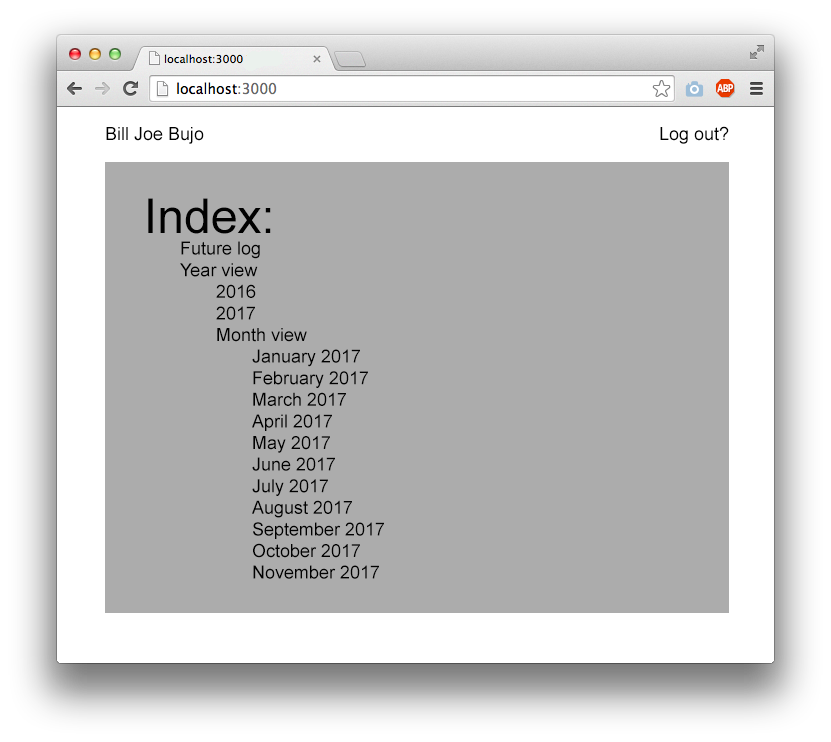 localhost:3000
localhost:3000
ABP
Bill Joe Bujo
Log out?
Index:
Future log
Year view
2016
2017
Month view
January 2017
February 2017
March 2017
April 2017
May 2017
June 2017
July 2017
August 2017
September 2017
October 2017
November 2017